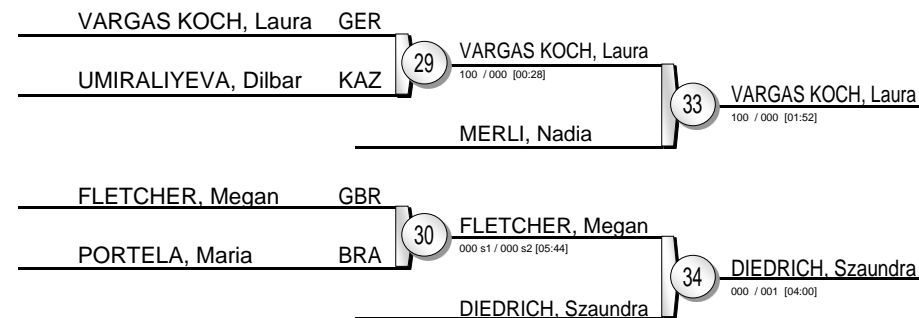 VARGAS KOCH, Laura GER
UMIRALIYEVA, Dilbar KAZ
29
VARGAS KOCH, Laura
100 / 000 [00:28]
MERLI, Nadia
33
VARGAS KOCH, Laura
100 / 000 [01:52]
FLETCHER, Megan GBR
PORTELA, Maria BRA
30
FLETCHER, Megan
000 s1 / 000 s2 [05:44]
DIEDRICH, Szaundra
34
DIEDRICH, Szaundra
000 / 001 [04:00]